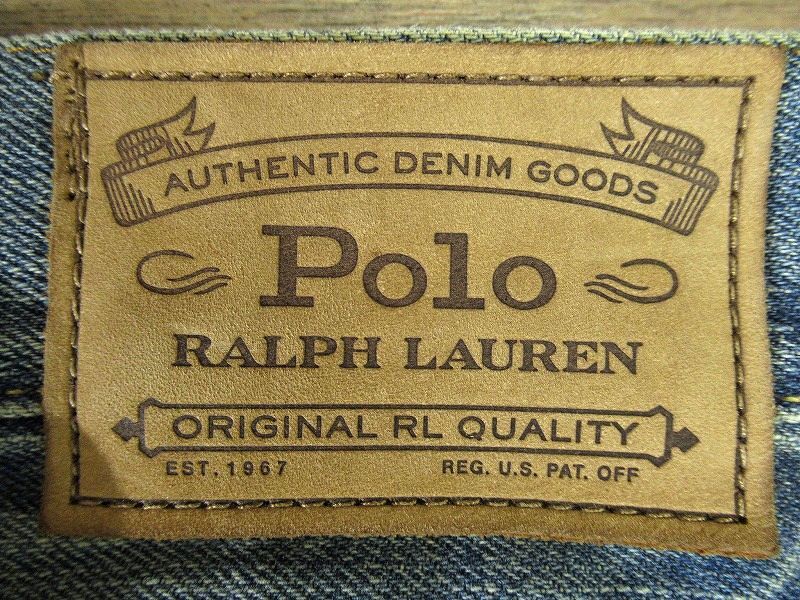 AUTHENTIC DENIM GOODS
Polo
RALPH LAUREN
ORIGINAL RL QUALITY
EST. 1967 REG. U.S. PAT. OFF